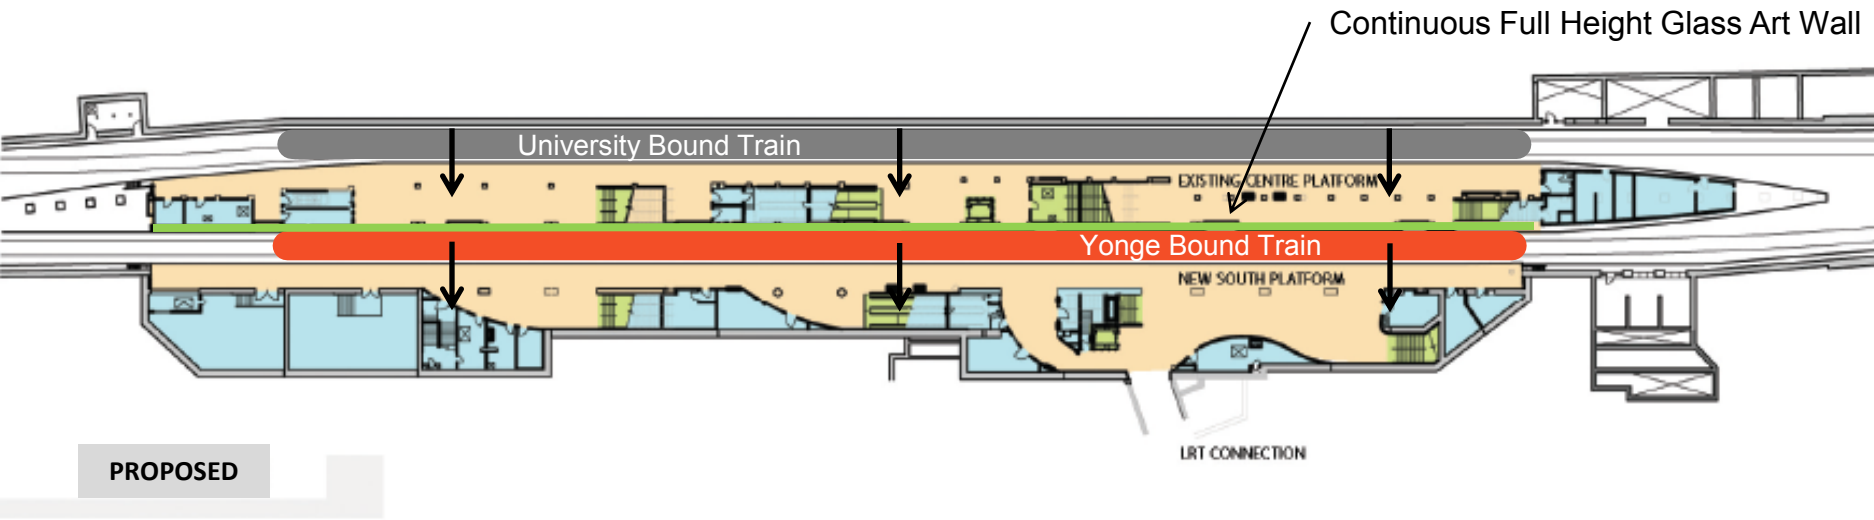 Continuous Full Height Glass Art Wall
University Bound Train
EXISTING CENTRE PLATFORM
Yonge Bound Train
NEW SOUTH PLATFORM
LRT CONNECTION
PROPOSED